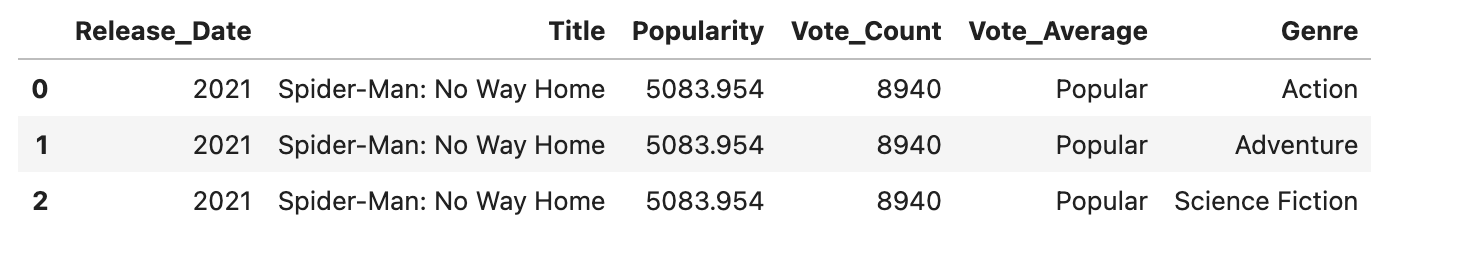 Release_Date Title Popularity Vote_Count Vote_Average Genre
0 2021 Spider-Man: No Way Home 5083.954 8940 Popular Action
1 2021 Spider-Man: No Way Home 5083.954 8940 Popular Adventure
2 2021 Spider-Man: No Way Home 5083.954 8940 Popular Science Fiction